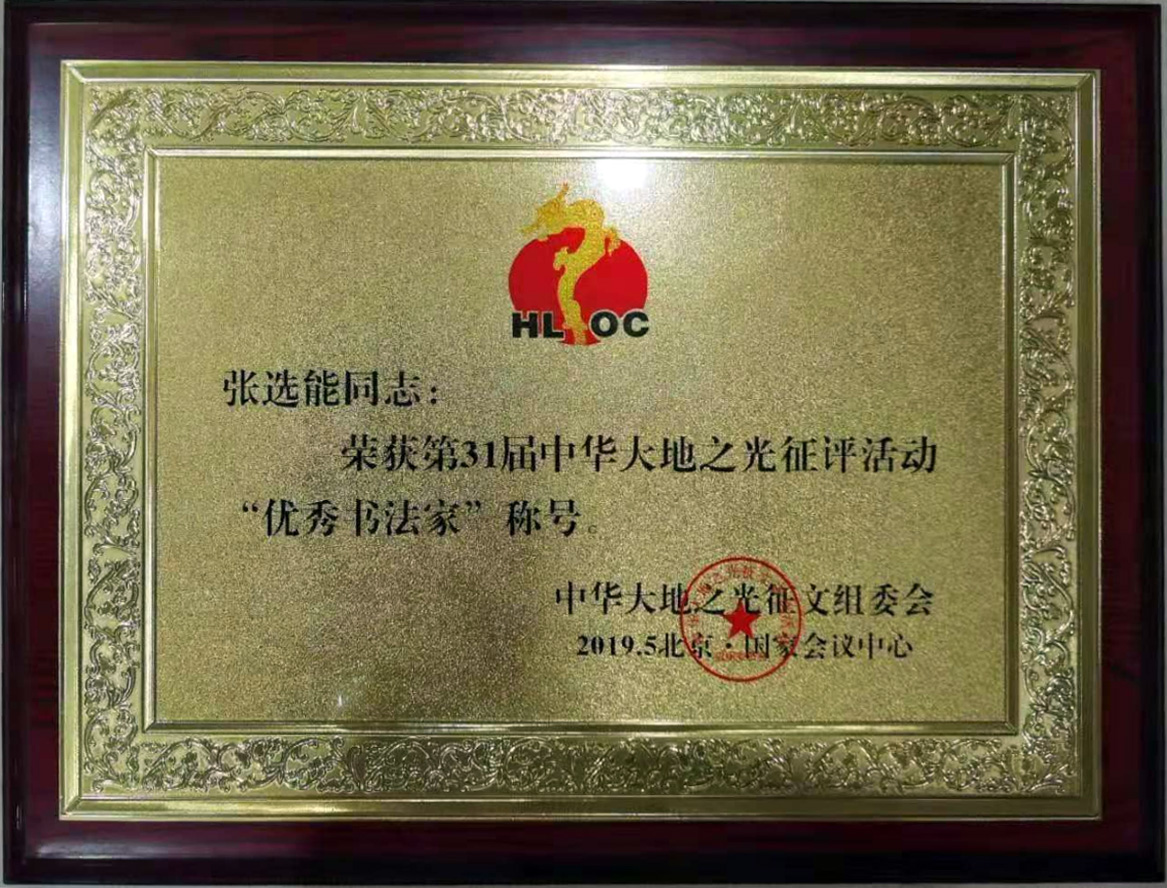 HL OC
张选能同志：
荣获第31届中华大地之光征评活动
“优秀书法家”称号。
中华大地之光征文组委会
2019.5北京·国家会议中心